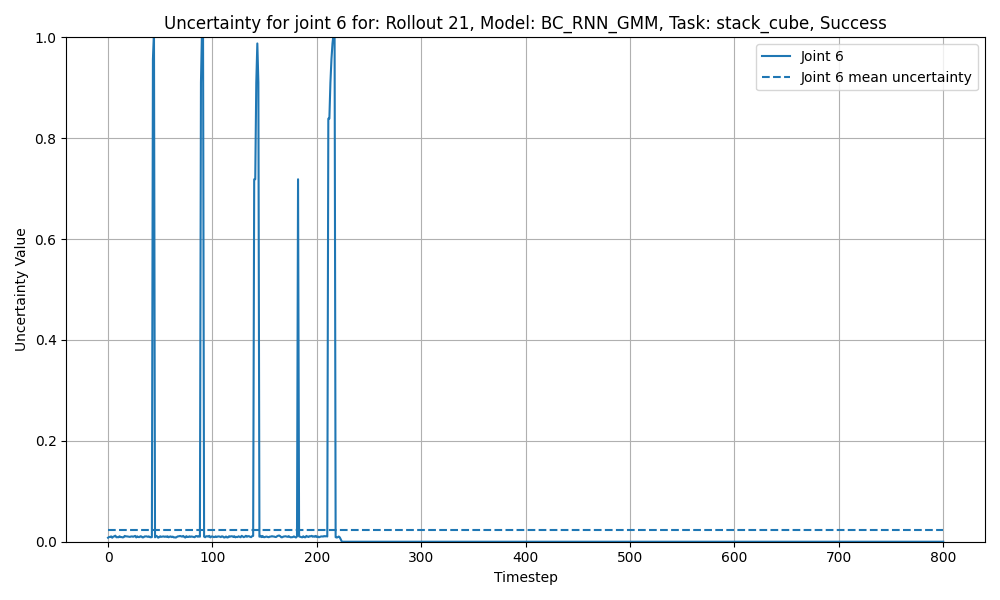 Uncertainty for joint 6 for: Rollout 21, Model: BC_RNN_GMM, Task: stack_cube, Success
Joint 6
Joint 6 mean uncertainty
Uncertainty Value
1.0
0.8
0.6
0.4
0.2
0.0
0 100 200 300 400 500 600 700 800
Timestep